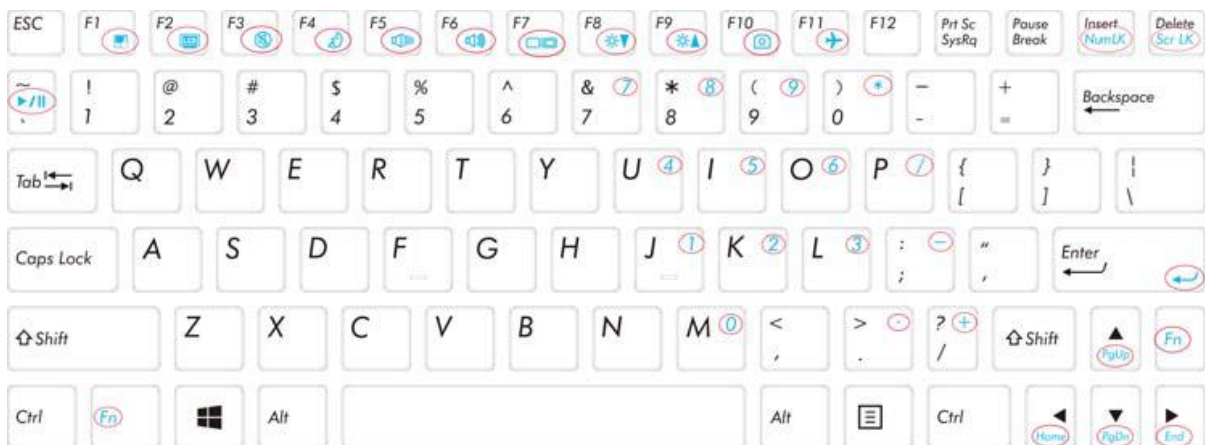 ESC F1 F2 F3 F4 F5 F6 F7 F8 F9 F10 F11 F12 Prt Sc Pause Insert Delete
SysRq Break NumLK Scr LK
~ ! @ # $ % ^ & 7 * 8 ( 9 ) * — + Backspace
` 1 2 3 4 5 6 7 8 9 0 - =
Tab Q W E R T Y U 4 I 5 O 6 P / { } ¦
[ ] \
Caps Lock A S D F G H J 1 K 2 L 3 : - " Enter
; '
Shift Z X C V B N M 0 < > . ? + Shift PgUp Fn
, . /
Ctrl Fn Alt Alt Ctrl Home PgDn End